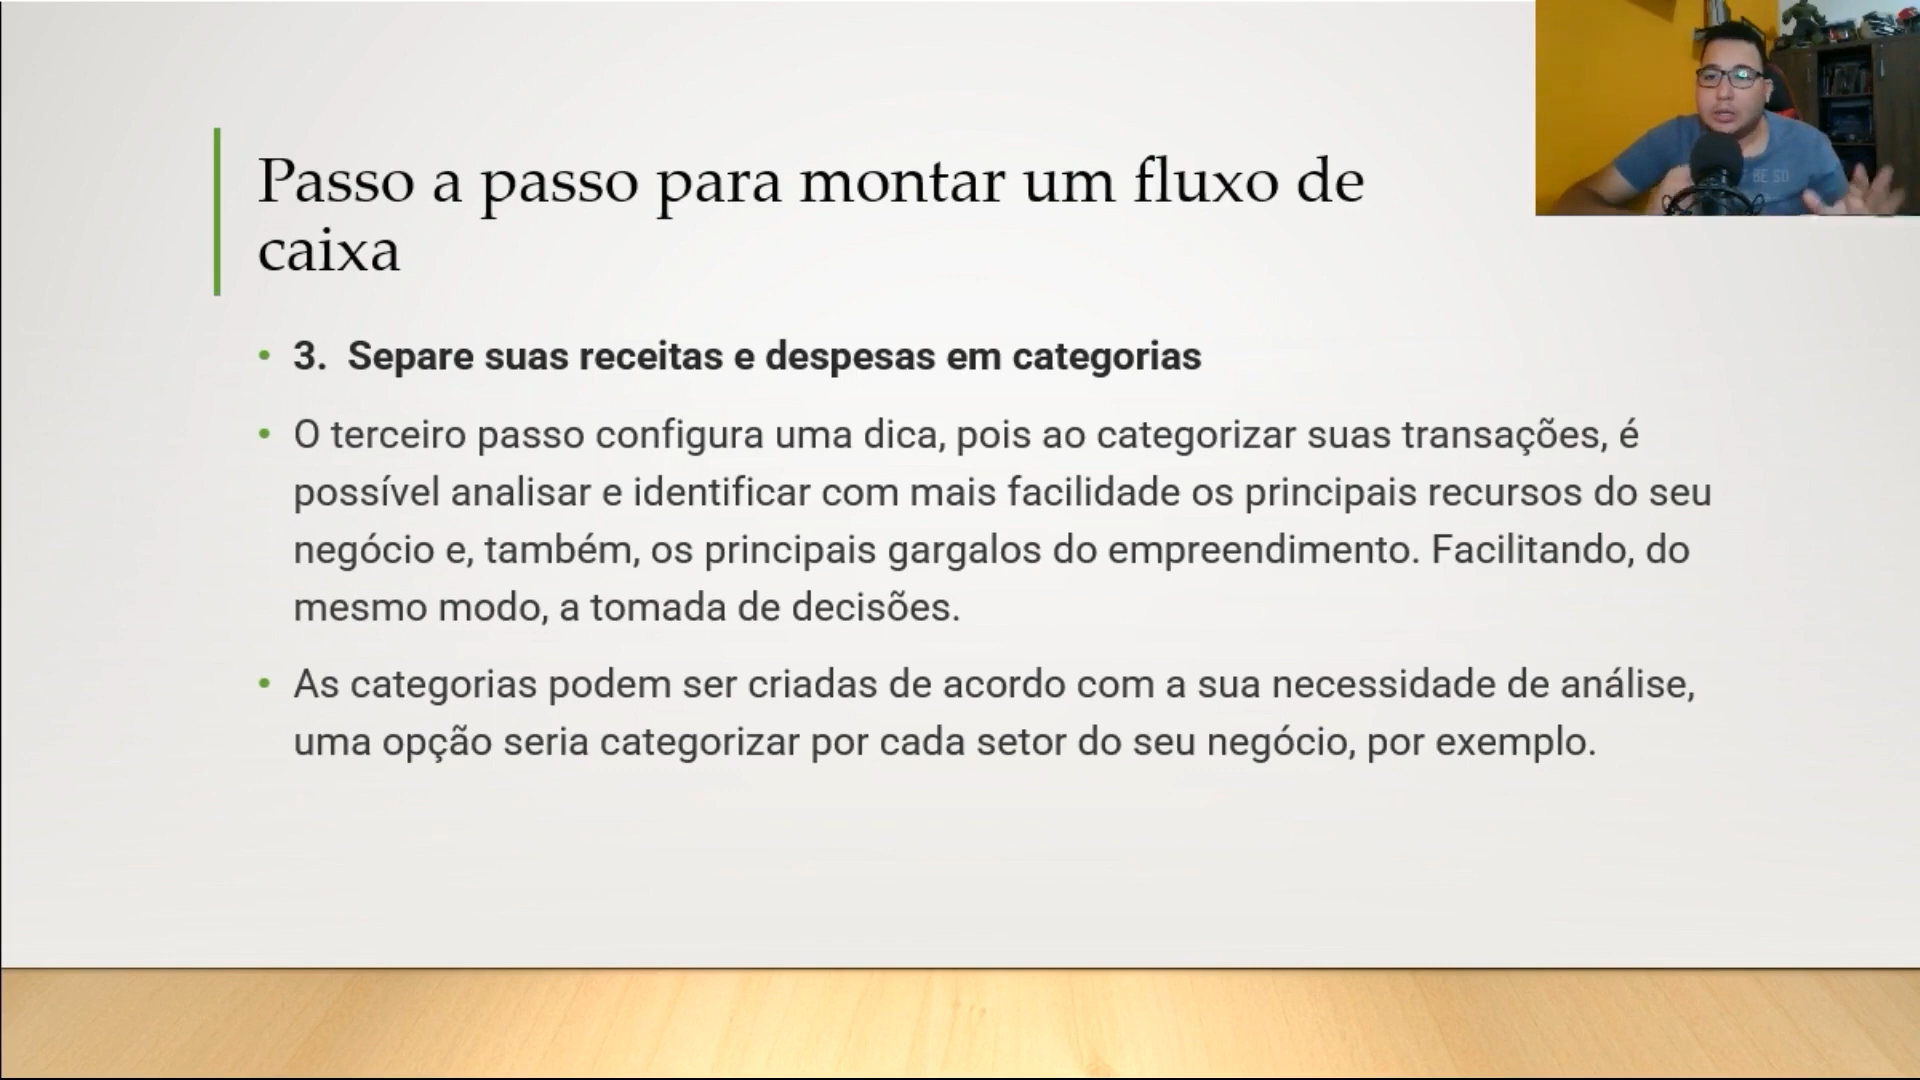 Passo a passo para montar um fluxo de
caixa
• 3. Separe suas receitas e despesas em categorias
• O terceiro passo configura uma dica, pois ao categorizar suas transações, é
possível analisar e identificar com mais facilidade os principais recursos do seu
negócio e, também, os principais gargalos do empreendimento. Facilitando, do
mesmo modo, a tomada de decisões.
• As categorias podem ser criadas de acordo com a sua necessidade de análise,
uma opção seria categorizar por cada setor do seu negócio, por exemplo.
BE SO